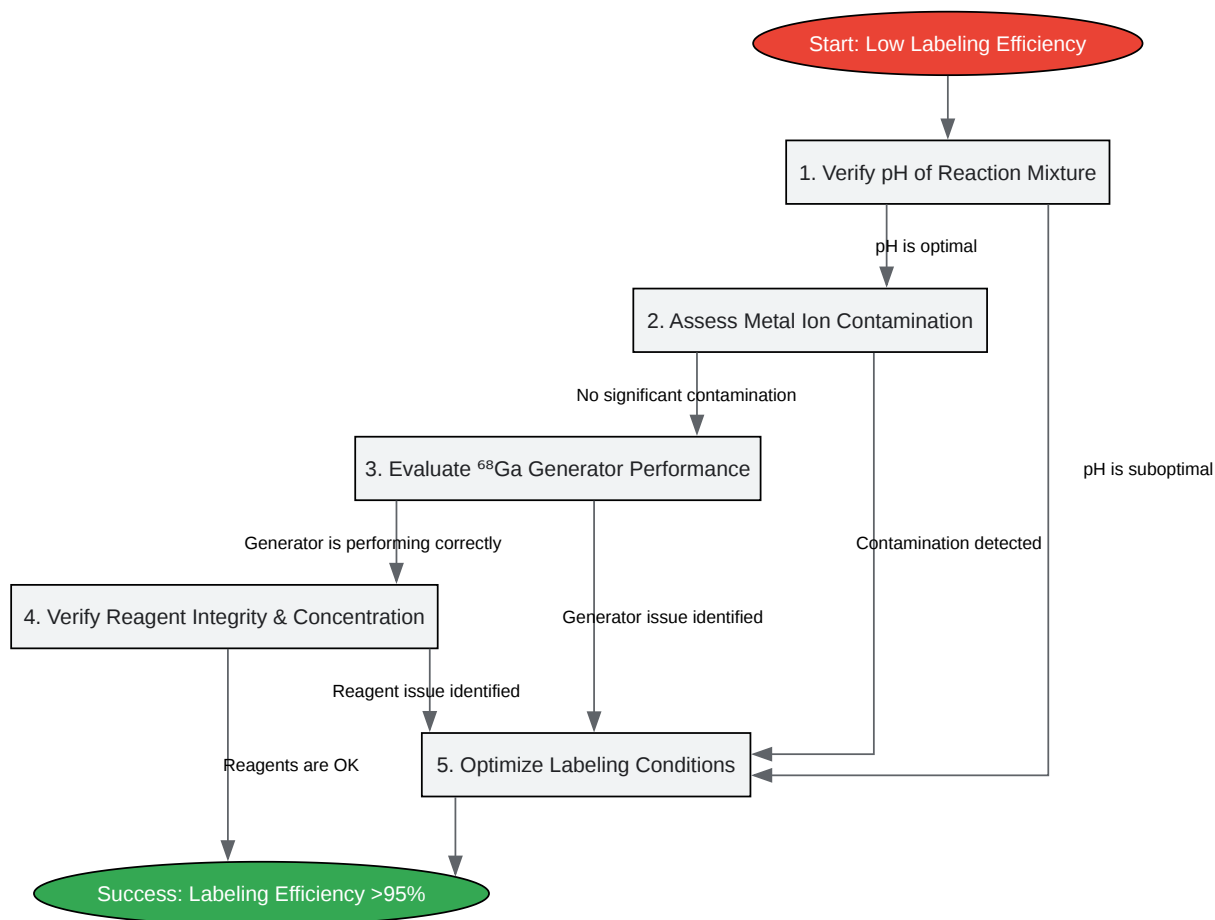 Start: Low Labeling Efficiency
1. Verify pH of Reaction Mixture
pH is optimal
2. Assess Metal Ion Contamination
No significant contamination
3. Evaluate ⁶⁸Ga Generator Performance
pH is suboptimal
Generator is performing correctly
Contamination detected
4. Verify Reagent Integrity & Concentration
Generator issue identified
Reagent issue identified
Reagents are OK
5. Optimize Labeling Conditions
Success: Labeling Efficiency >95%